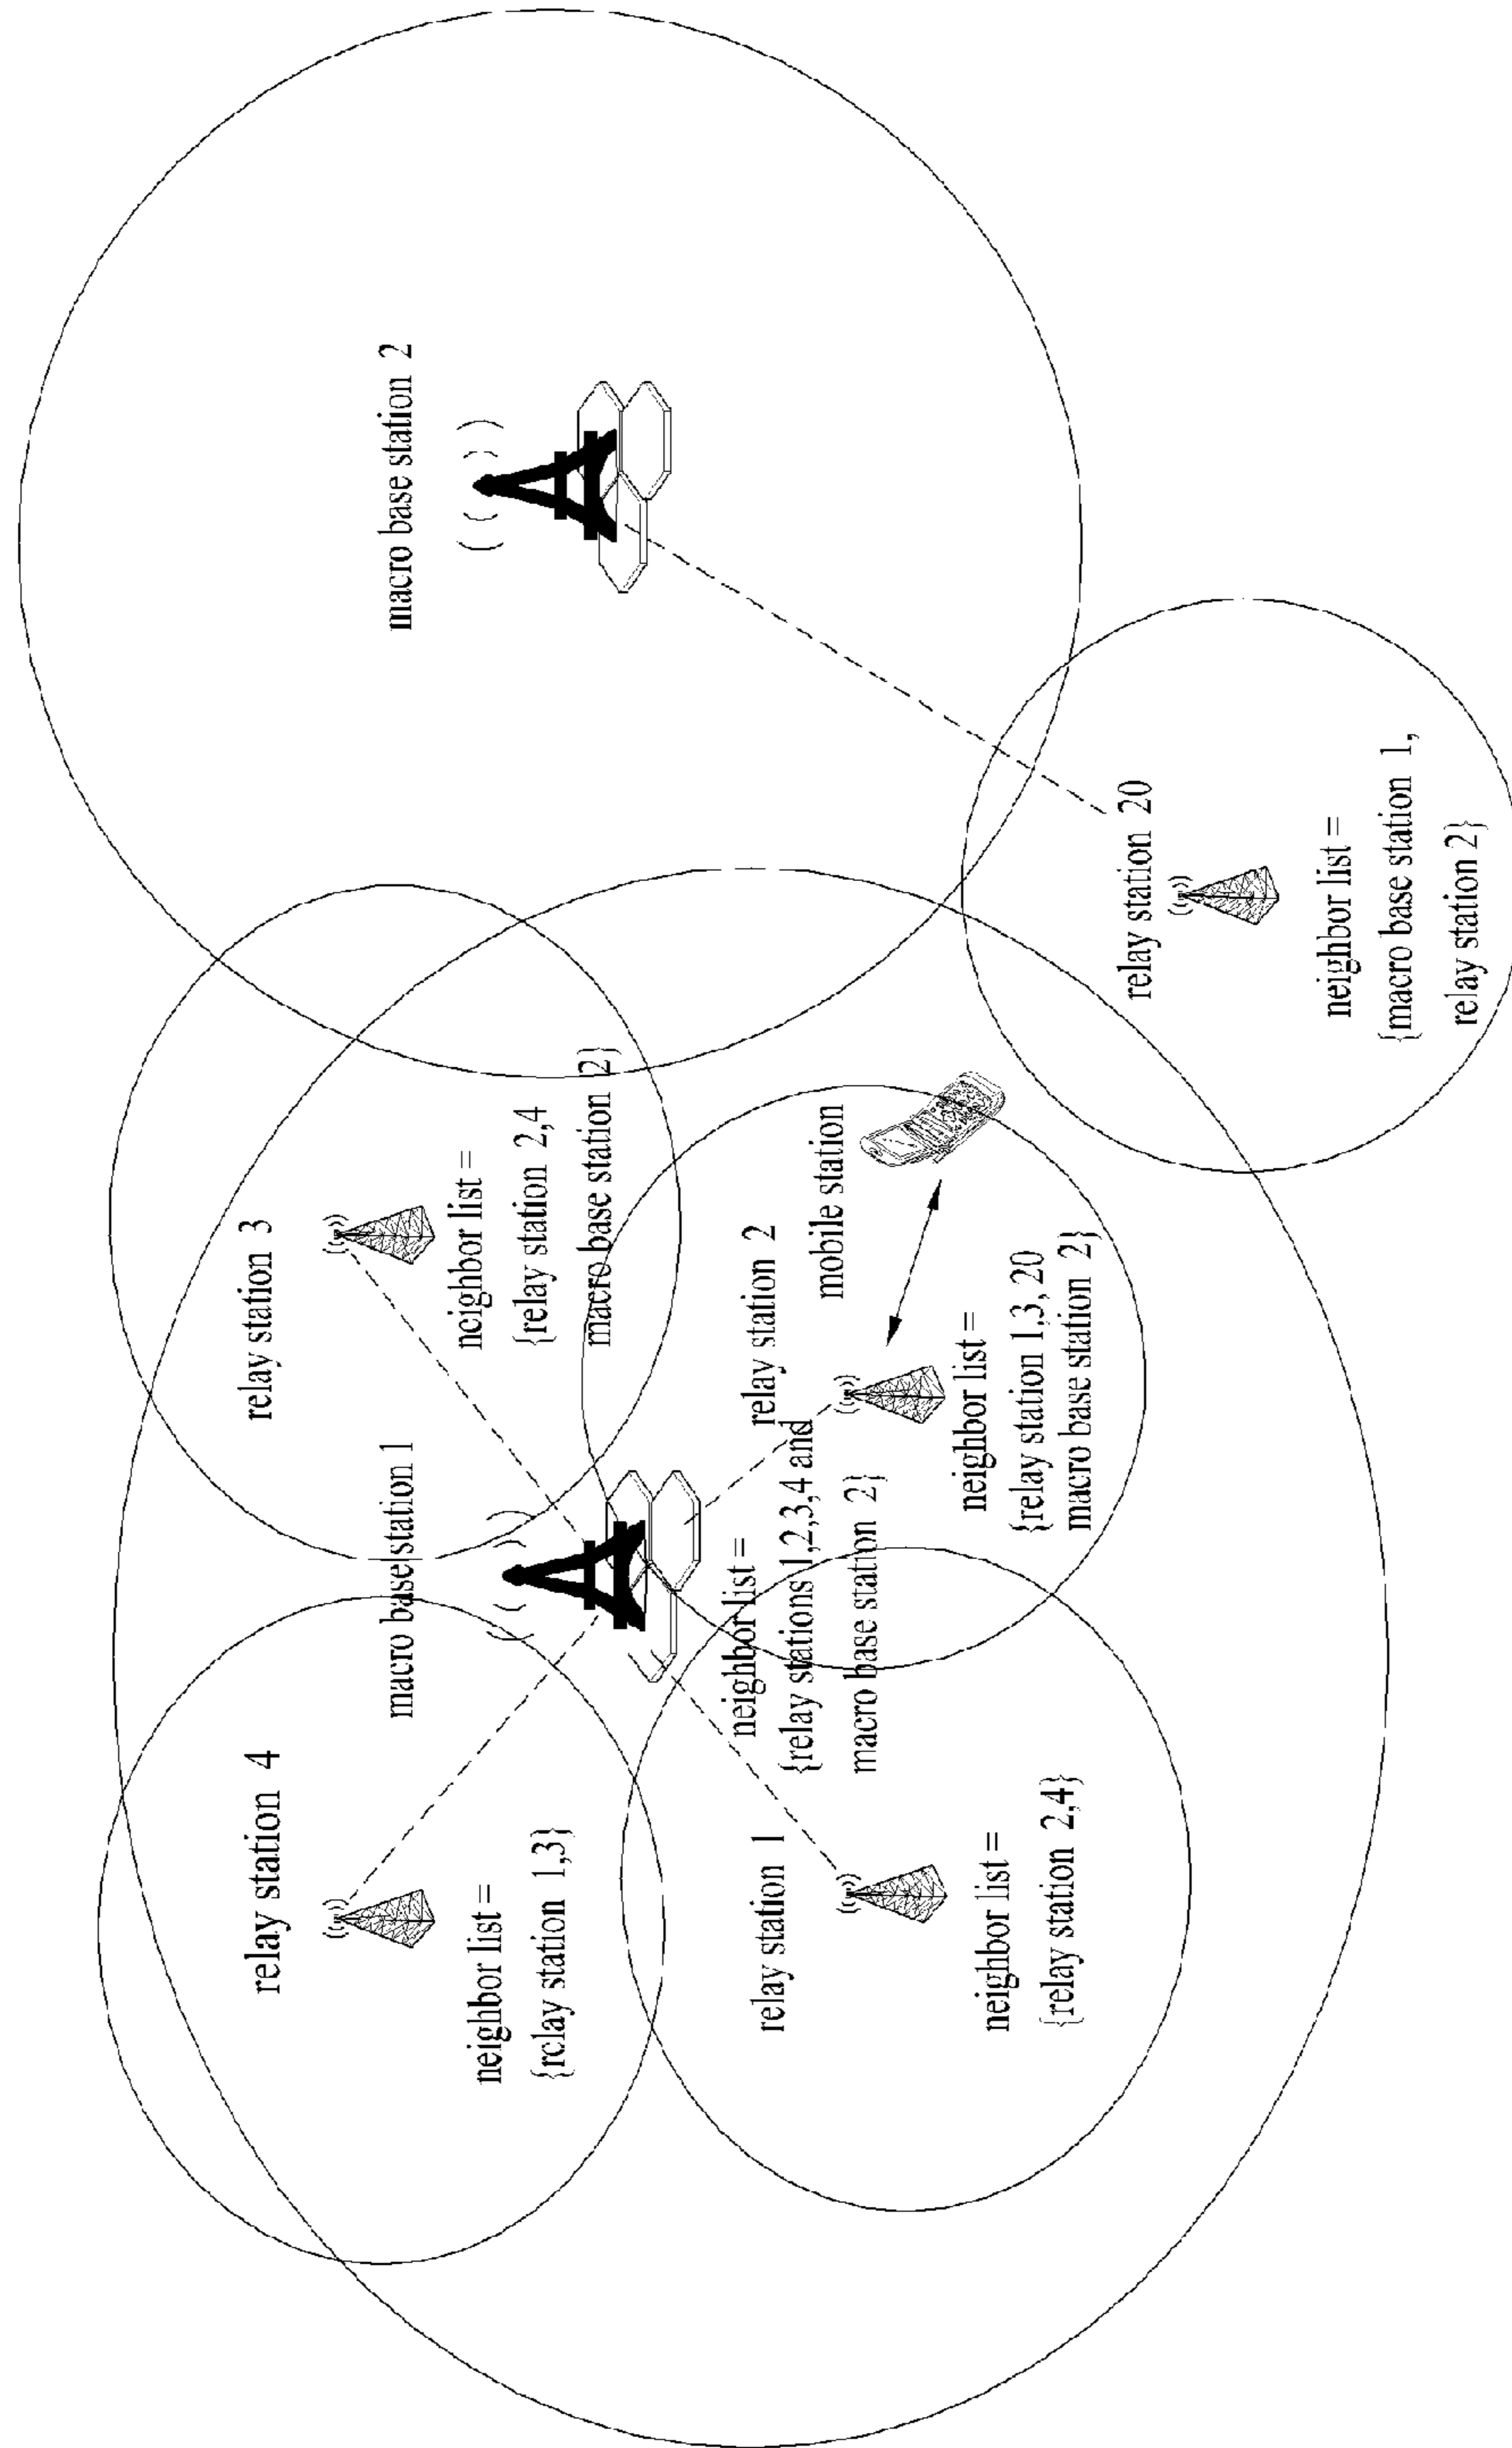 relay station 4
neighbor list =
{relay station 1,3}
macro base station 1
neighbor list =
{relay stations 1,2,3,4 and
macro base station 2}
relay station 3
neighbor list =
{relay station 2,4
macro base station 2}
macro base station 2
relay station 1
neighbor list =
{relay station 2,4}
relay station 2
neighbor list =
{relay station 1,3,20
macro base station 2}
mobile station
relay station 20
neighbor list =
{macro base station 1,
relay station 2}